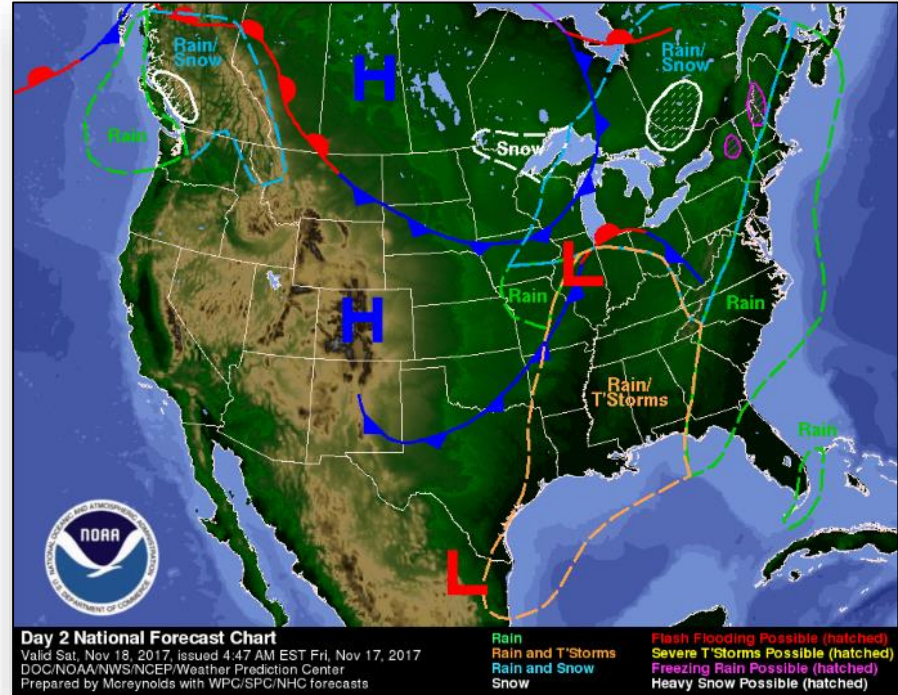 Rain/
Snow
H
Rain/
Snow
Rain
Snow
L
H
Rain
Rain
Rain/
T'Storms
Rain
L
NATIONAL OCEANIC AND ATMOSPHERIC ADMINISTRATION
NOAA
U.S. DEPARTMENT OF COMMERCE
Day 2 National Forecast Chart
Valid Sat, Nov 18, 2017, issued 4:47 AM EST Fri, Nov 17, 2017
DOC/NOAA/NWS/NCEP/Weather Prediction Center
Prepared by Mcreynolds with WPC/SPC/NHC forecasts
Rain
Rain and T'Storms
Rain and Snow
Snow
Flash Flooding Possible (hatched)
Severe T'Storms Possible (hatched)
Freezing Rain Possible (hatched)
Heavy Snow Possible (hatched)